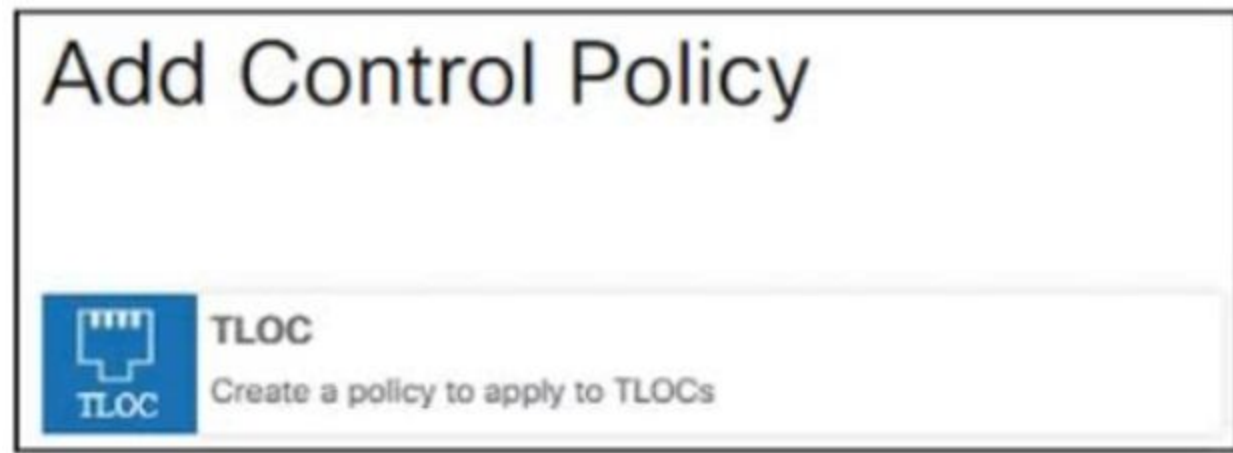 Add Control Policy
TLOC
TLOC
Create a policy to apply to TLOCs